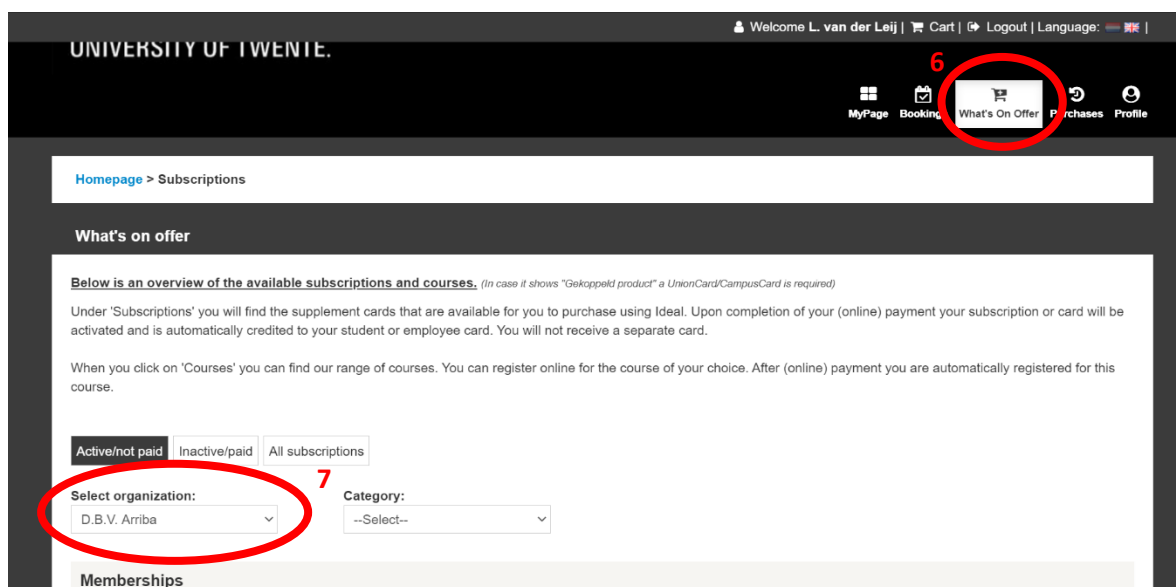 Welcome L. van der Leij | Cart | Logout | Language: |
UNIVERSITY OF TWENTE.
6
MyPage Booking What's On Offer Purchases Profile
Homepage > Subscriptions
What's on offer
Below is an overview of the available subscriptions and courses. (In case it shows "Gekoppeld product" a UnionCard/CampusCard is required)
Under 'Subscriptions' you will find the supplement cards that are available for you to purchase using Ideal. Upon completion of your (online) payment your subscription or card will be
activated and is automatically credited to your student or employee card. You will not receive a separate card.
When you click on 'Courses' you can find our range of courses. You can register online for the course of your choice. After (online) payment you are automatically registered for this
course.
Active/not paid Inactive/paid All subscriptions
7
Select organization: Category:
D.B.V. Arriba --Select--
Memberships